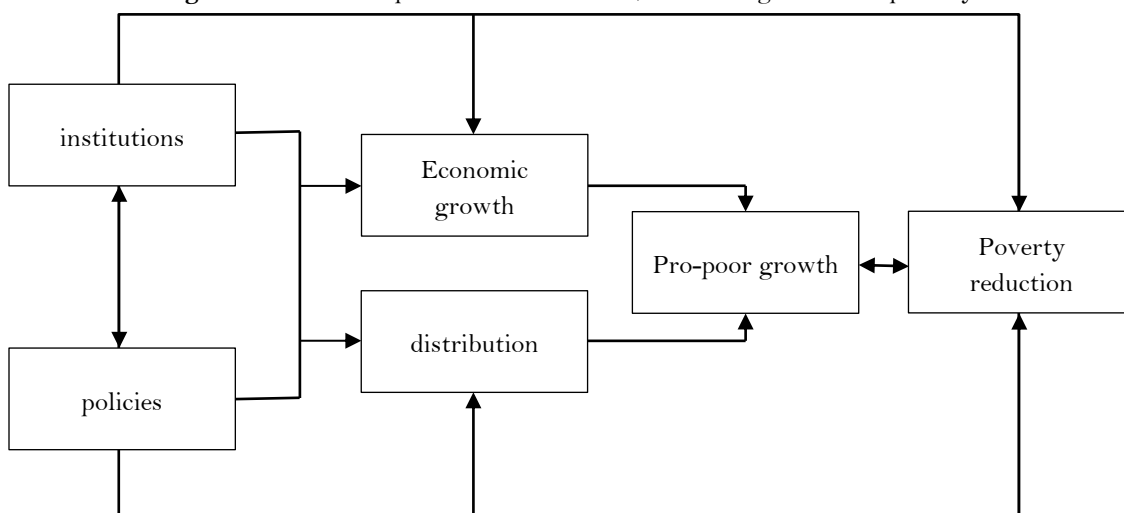 institutions
Economic
growth
Pro-poor growth
Poverty
reduction
distribution
policies